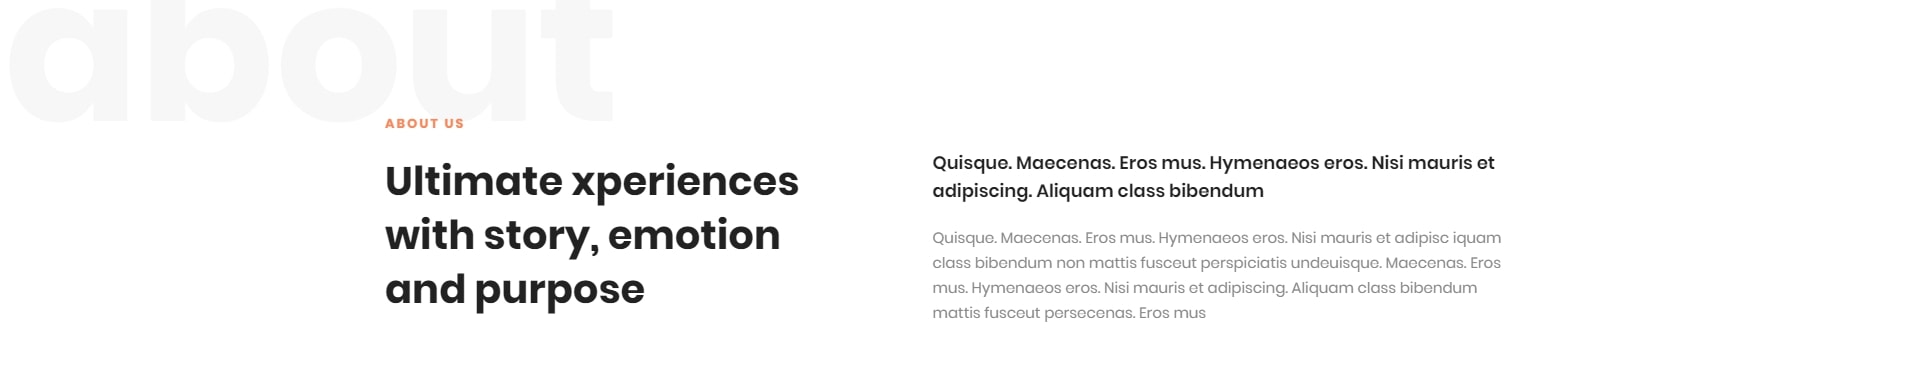 about
ABOUT US
Ultimate xperiences
with story, emotion
and purpose
Quisque. Maecenas. Eros mus. Hymenaeos eros. Nisi mauris et
adipiscing. Aliquam class bibendum
Quisque. Maecenas. Eros mus. Hymenaeos eros. Nisi mauris et adipisc iquam
class bibendum non mattis fusceut perspiciatis undeuisque. Maecenas. Eros
mus. Hymenaeos eros. Nisi mauris et adipiscing. Aliquam class bibendum
mattis fusceut persecenas. Eros mus